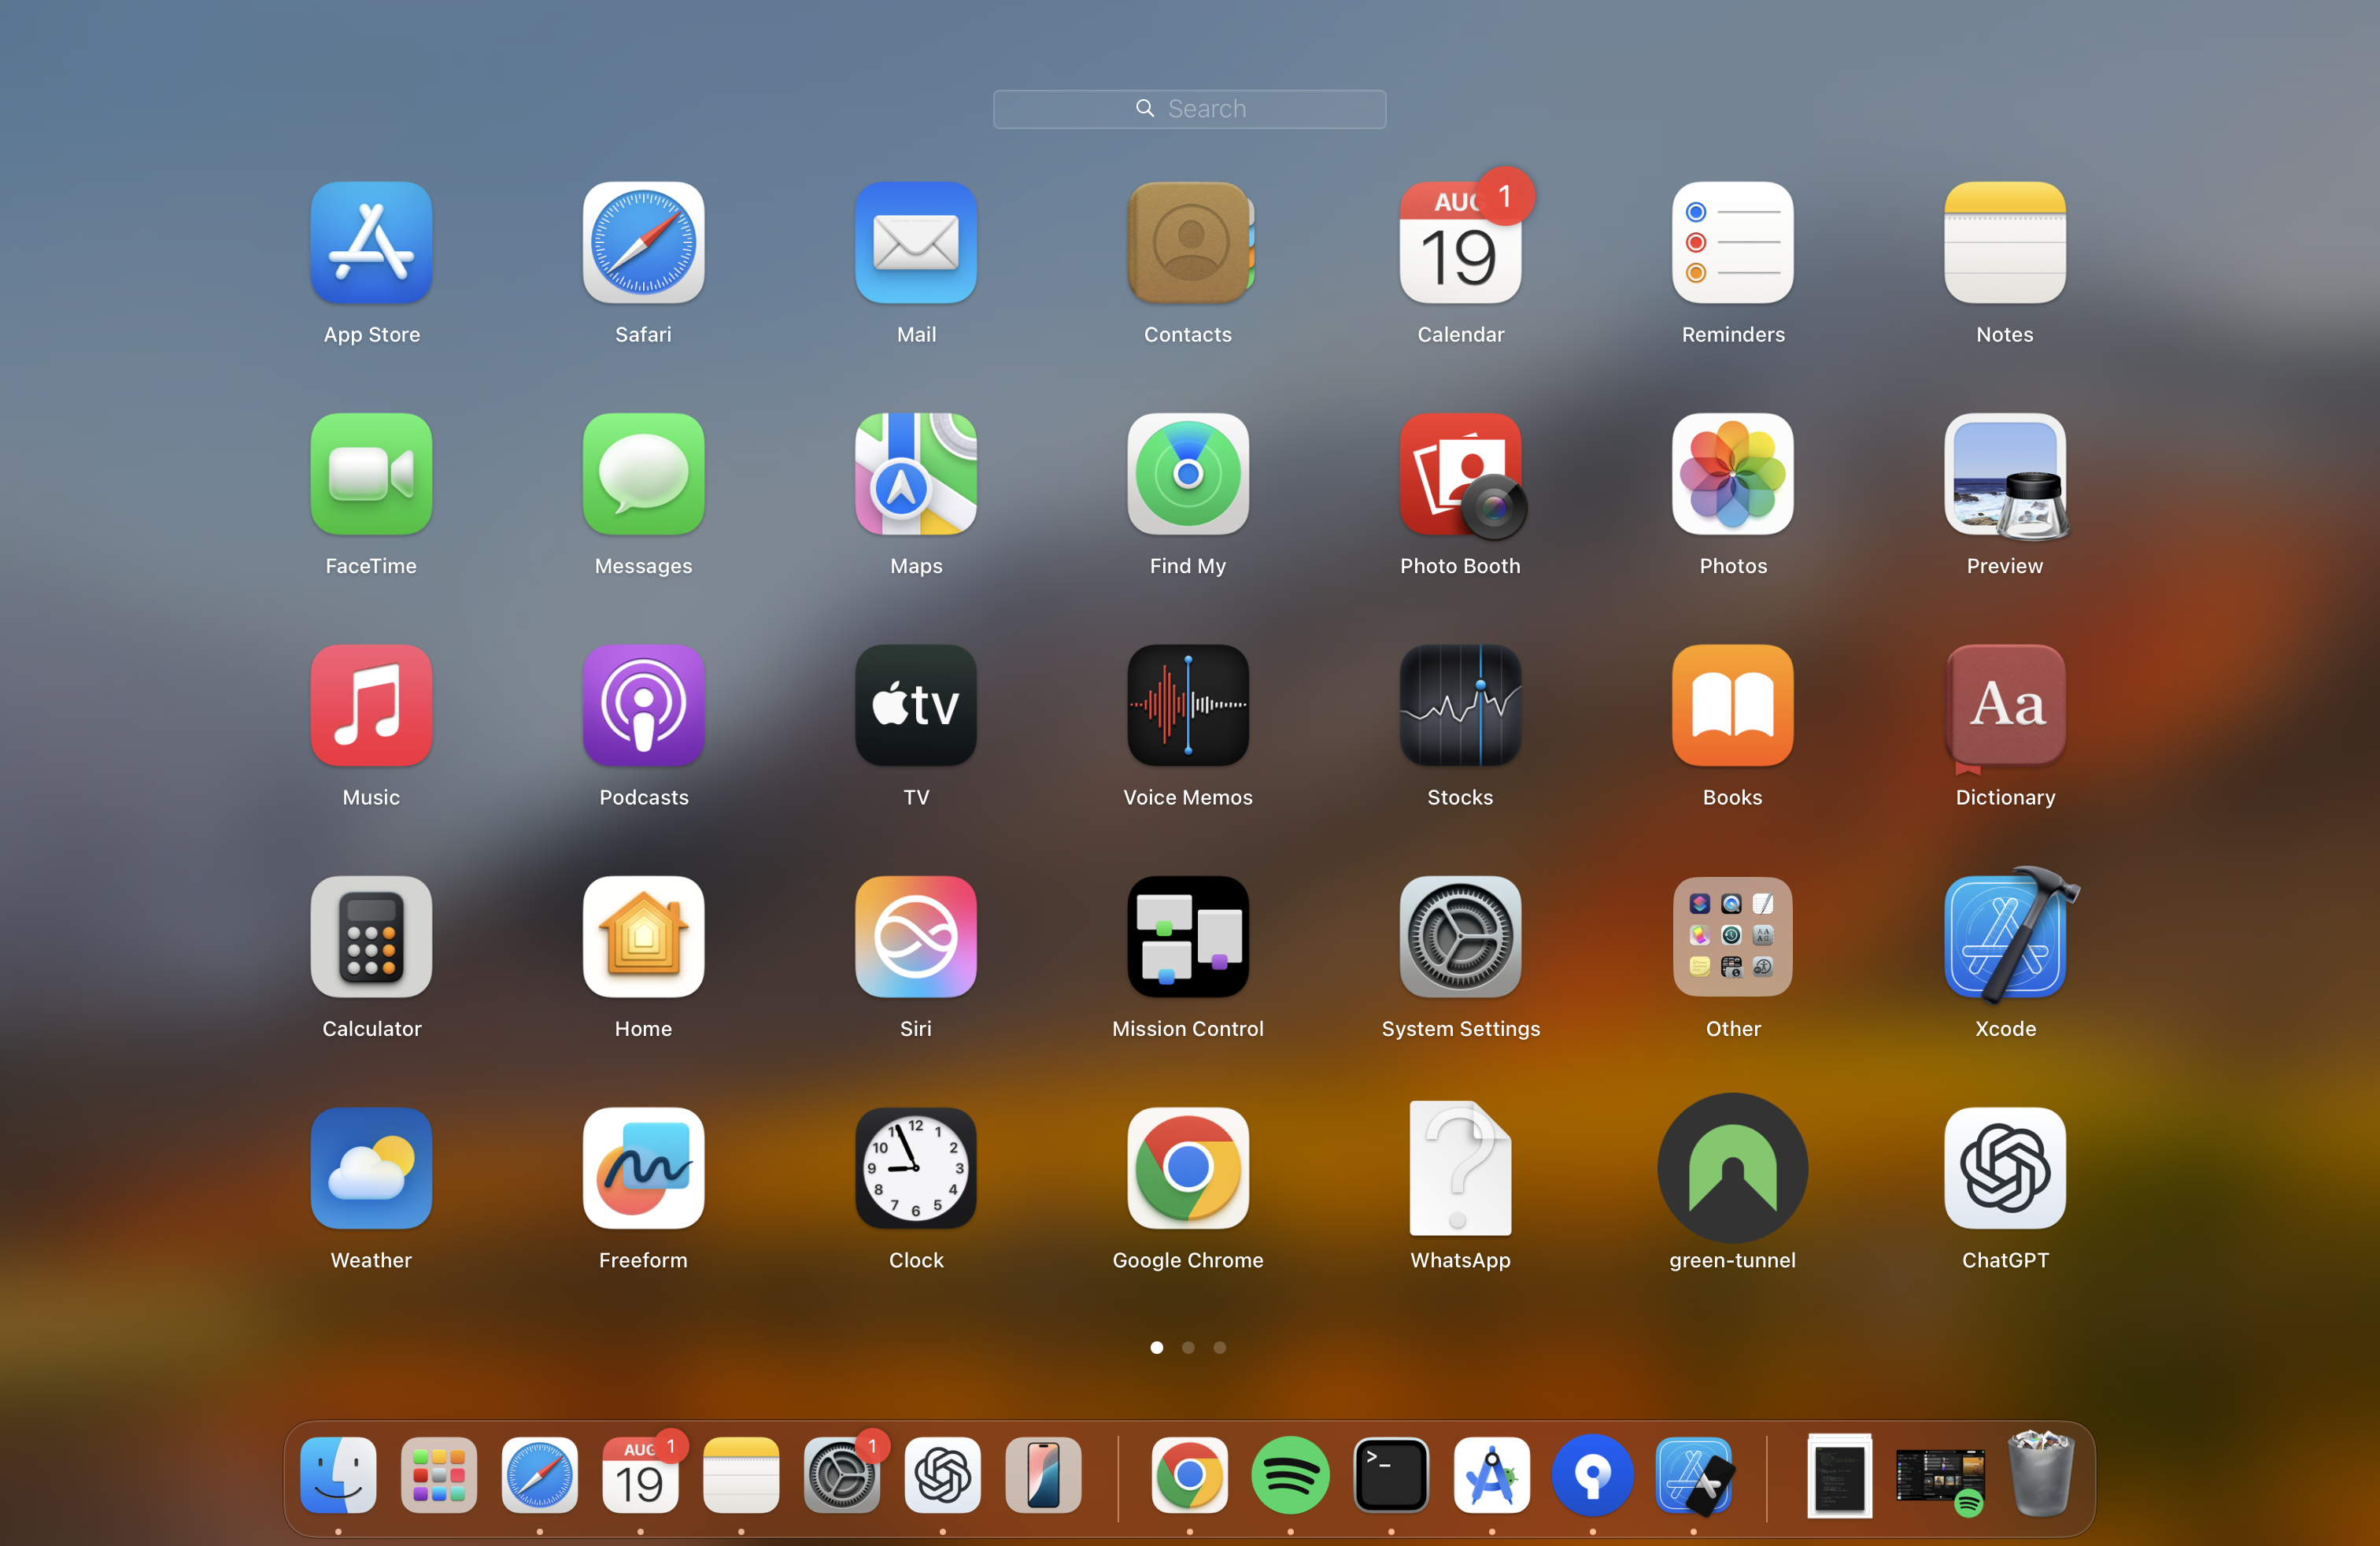 Search
AUG
1
19
App Store
Safari
Mail
Contacts
Calendar
Reminders
Notes
FaceTime
Messages
Maps
Find My
Photo Booth
Photos
Preview
tv
Aa
Music
Podcasts
TV
Voice Memos
Stocks
Books
Dictionary
Calculator
Home
Siri
Mission Control
System Settings
Other
Xcode
12
1
2
3
4
5
6
7
8
9
10
11
Weather
Freeform
Clock
Google Chrome
WhatsApp
green-tunnel
ChatGPT
AUG
1
19
1
>_